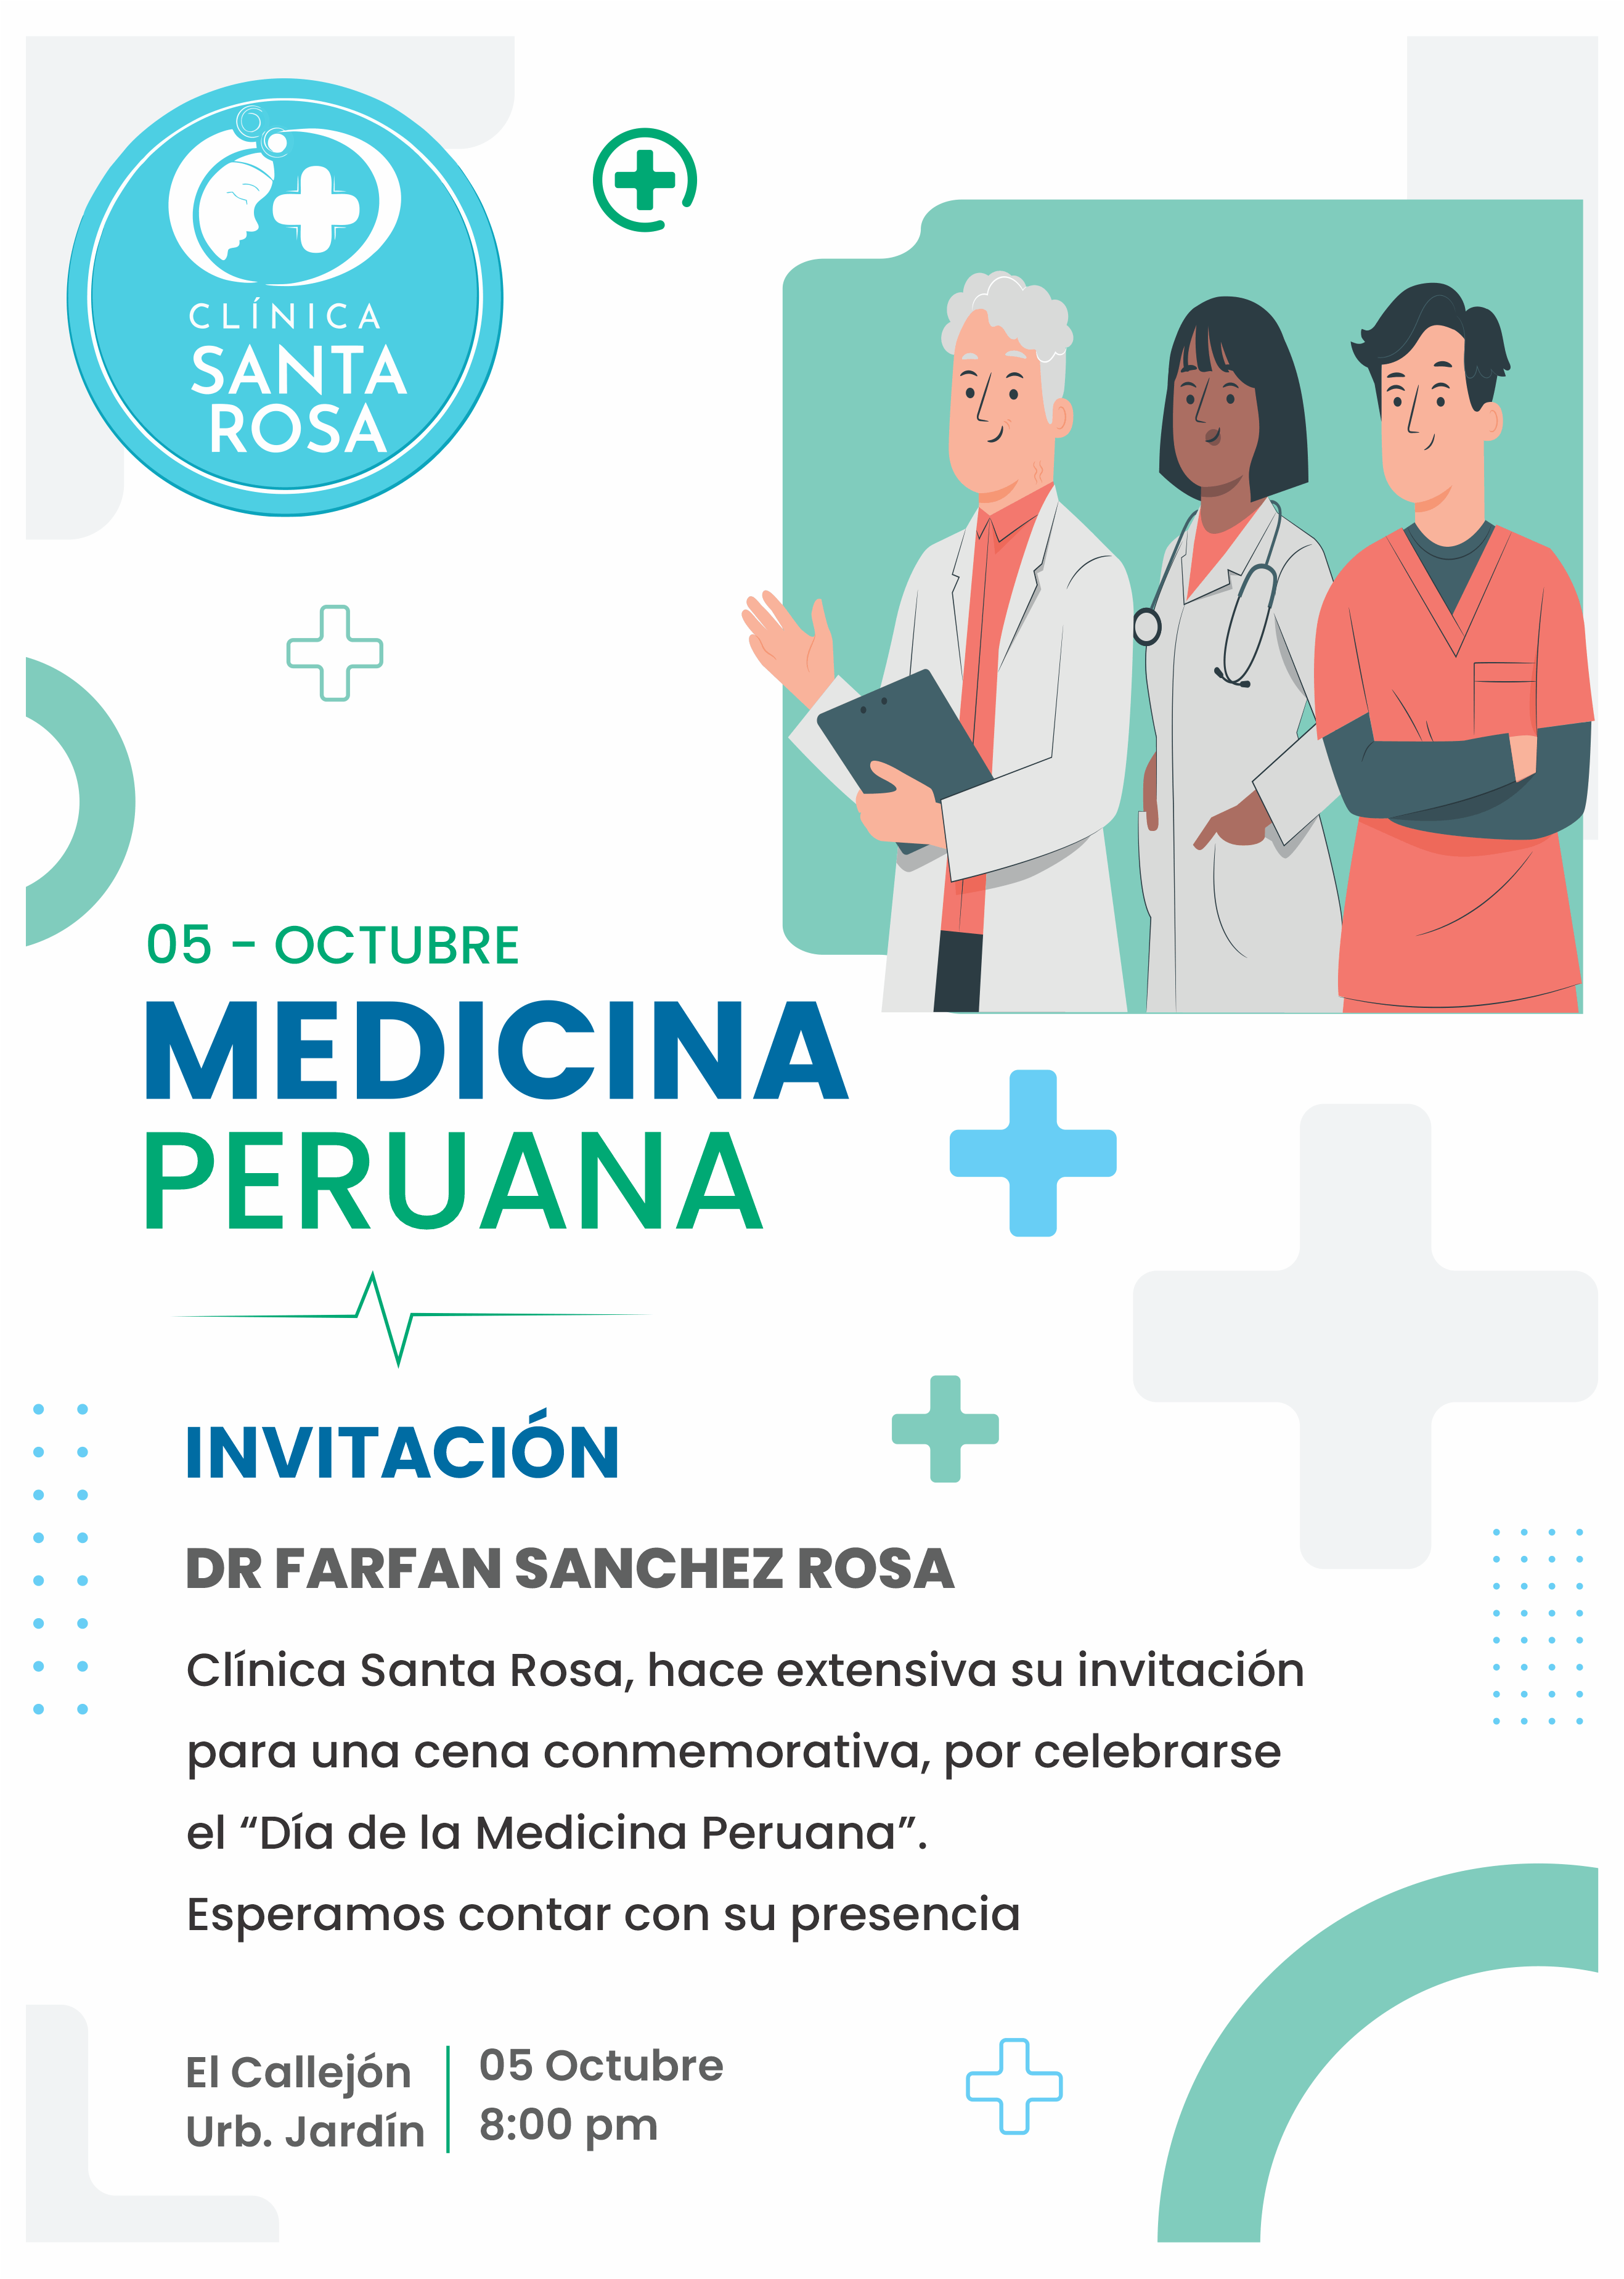 CLÍNICA
SANTA
ROSA
05 - OCTUBRE
MEDICINA
PERUANA
INVITACIÓN
DR FARFAN SANCHEZ ROSA
Clínica Santa Rosa, hace extensiva su invitación
para una cena conmemorativa, por celebrarse
el “Día de la Medicina Peruana”.
Esperamos contar con su presencia
El Callejón
Urb. Jardín
05 Octubre
8:00 pm